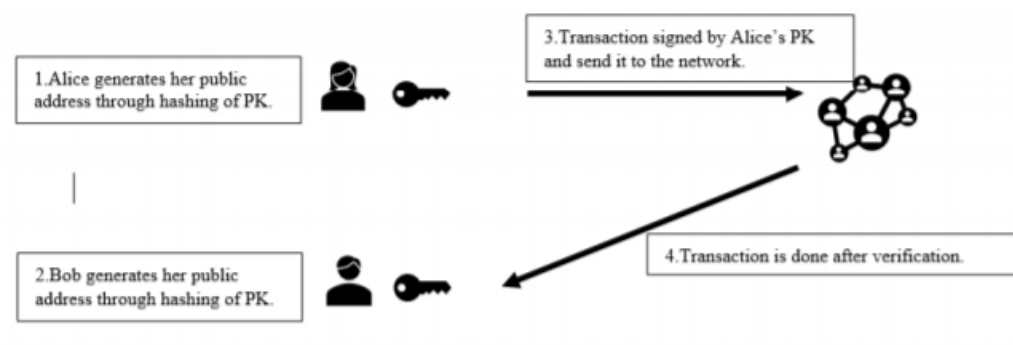 3.Transaction signed by Alice's PK
and send it to the network.
1.Alice generates her public
address through hashing of PK.
2.Bob generates her public
address through hashing of PK.
4.Transaction is done after verification.